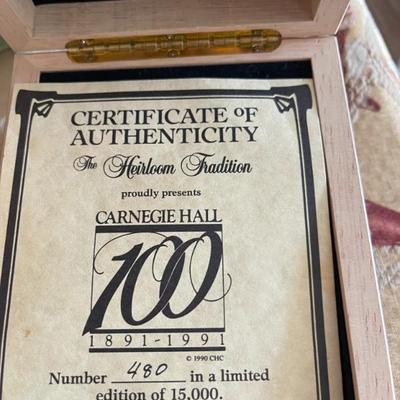 CERTIFICATE OF
AUTHENTICITY
The Heirloom Tradition
proudly presents
CARNEGIE HALL
100
1891-1991
© 1990 CHC
Number 480 in a limited
edition of 15,000.